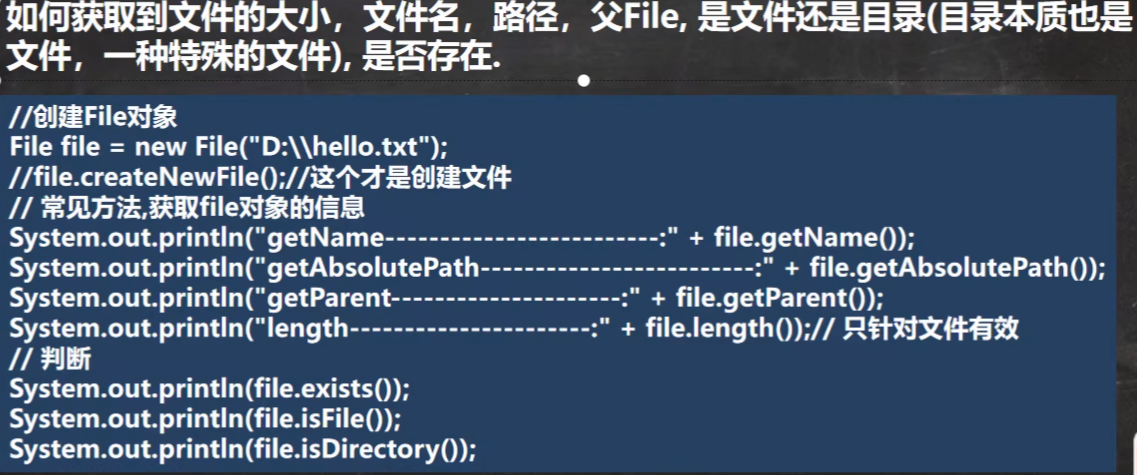 如何获取到文件的大小，文件名，路径，父File, 是文件还是目录(目录本质也是
文件，一种特殊的文件), 是否存在.
//创建File对象
File file = new File("D:\\hello.txt");
//file.createNewFile();//这个才是创建文件
// 常见方法,获取file对象的信息
System.out.println("getName-------------------------:" + file.getName());
System.out.println("getAbsolutePath-------------------------:" + file.getAbsolutePath());
System.out.println("getParent---------------------:" + file.getParent());
System.out.println("length----------------------:" + file.length());// 只针对文件有效
// 判断
System.out.println(file.exists());
System.out.println(file.isFile());
System.out.println(file.isDirectory());